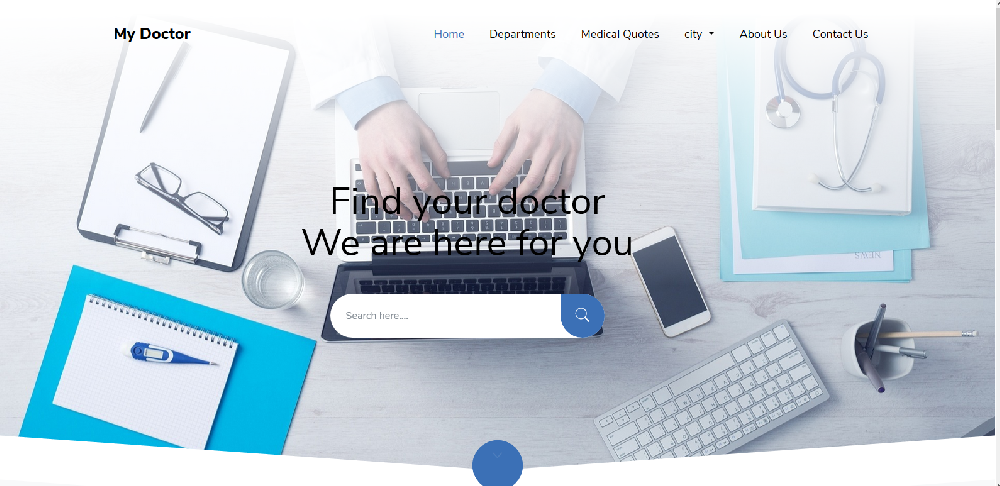 My Doctor
Home Departments Medical Quotes city About Us Contact Us
Find your doctor
We are here for you
Search here....